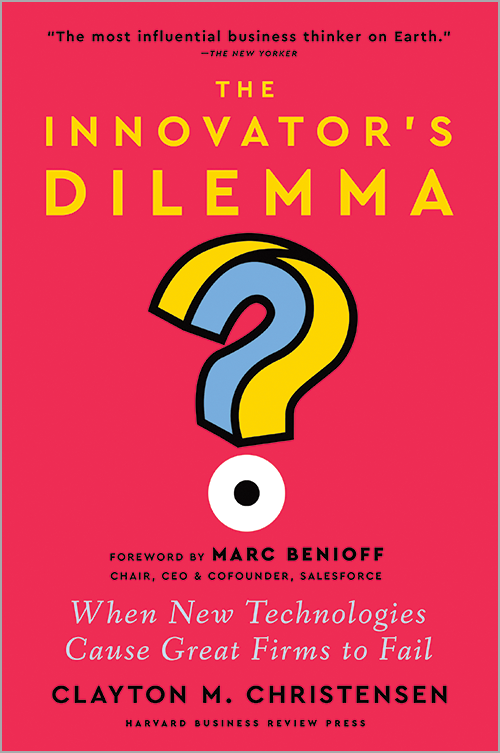 “The most influential business thinker on Earth.”
—THE NEW YORKER
THE
INNOVATOR’S
DILEMMA
?
FOREWORD BY MARC BENIOFF
CHAIR, CEO & COFOUNDER, SALESFORCE
When New Technologies
Cause Great Firms to Fail
CLAYTON M. CHRISTENSEN
HARVARD BUSINESS REVIEW PRESS